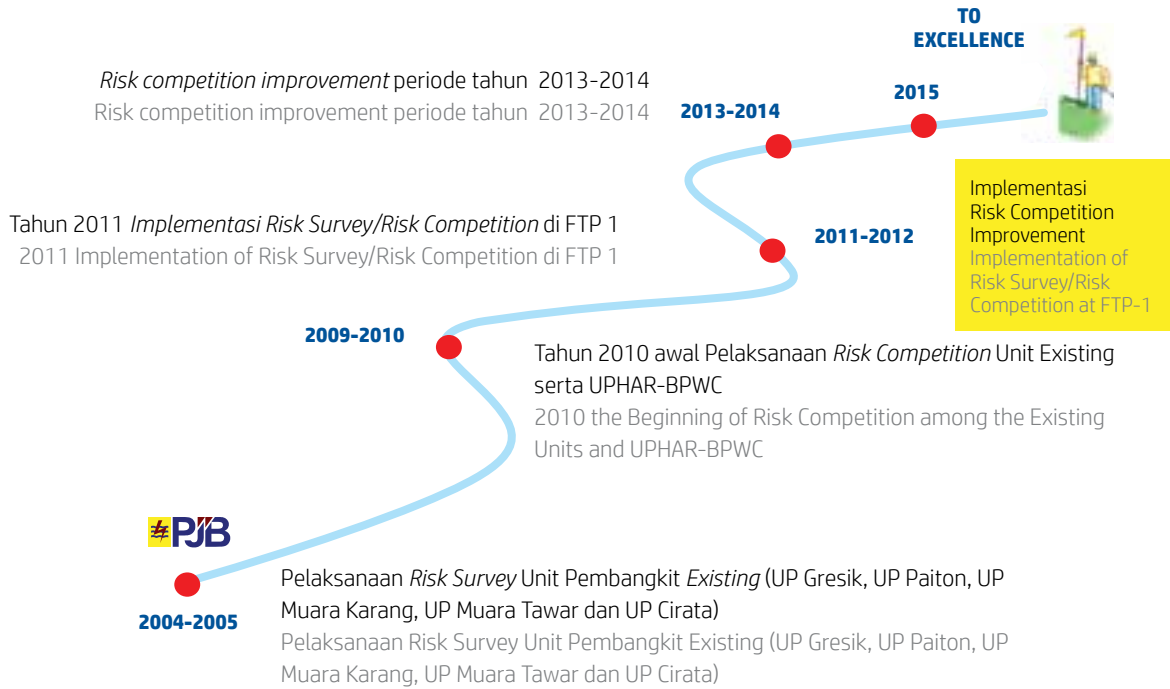 TO
EXCELLENCE
Risk competition improvement periode tahun 2013-2014
Risk competition improvement periode tahun 2013-2014
2013-2014
2015
Implementasi
Risk Competition
Improvement
Implementation of
Risk Survey/Risk
Competition at FTP-1
Tahun 2011 Implementasi Risk Survey/Risk Competition di FTP 1
2011 Implementation of Risk Survey/Risk Competition di FTP 1
2011-2012
2009-2010
Tahun 2010 awal Pelaksanaan Risk Competition Unit Existing
serta UPHAR-BPWC
2010 the Beginning of Risk Competition among the Existing
Units and UPHAR-BPWC
PJB
2004-2005
Pelaksanaan Risk Survey Unit Pembangkit Existing (UP Gresik, UP Paiton, UP
Muara Karang, UP Muara Tawar dan UP Cirata)
Pelaksanaan Risk Survey Unit Pembangkit Existing (UP Gresik, UP Paiton, UP
Muara Karang, UP Muara Tawar dan UP Cirata)